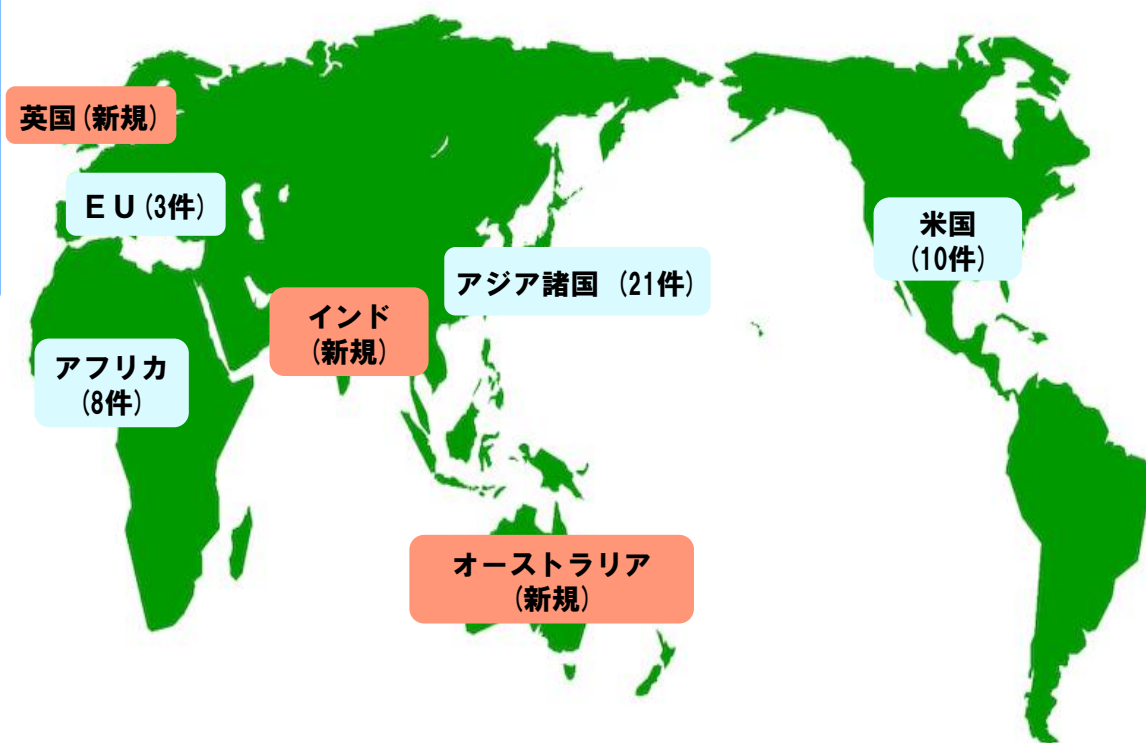 英国(新規)
EU(3件)
アジア諸国 (21件)
米国
(10件)
インド
(新規)
アフリカ
(8件)
オーストラリア
(新規)